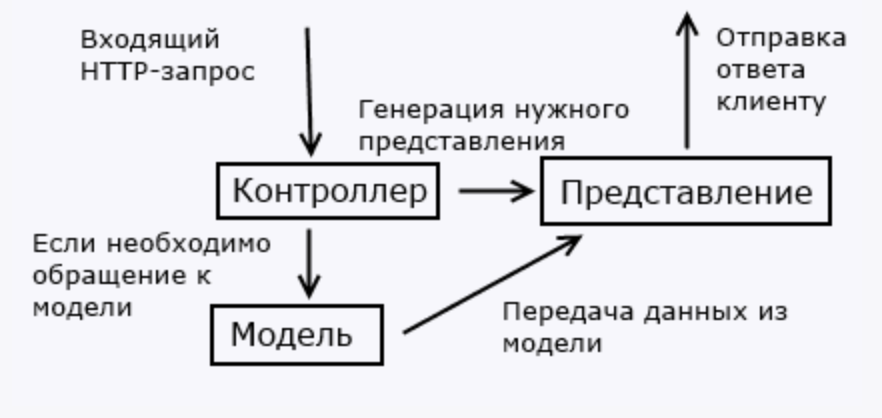 Входящий
HTTP-запрос
Отправка
ответа
клиенту
Генерация нужного
представления
Контроллер
Представление
Если необходимо
обращение к
модели
Модель
Передача данных из
модели